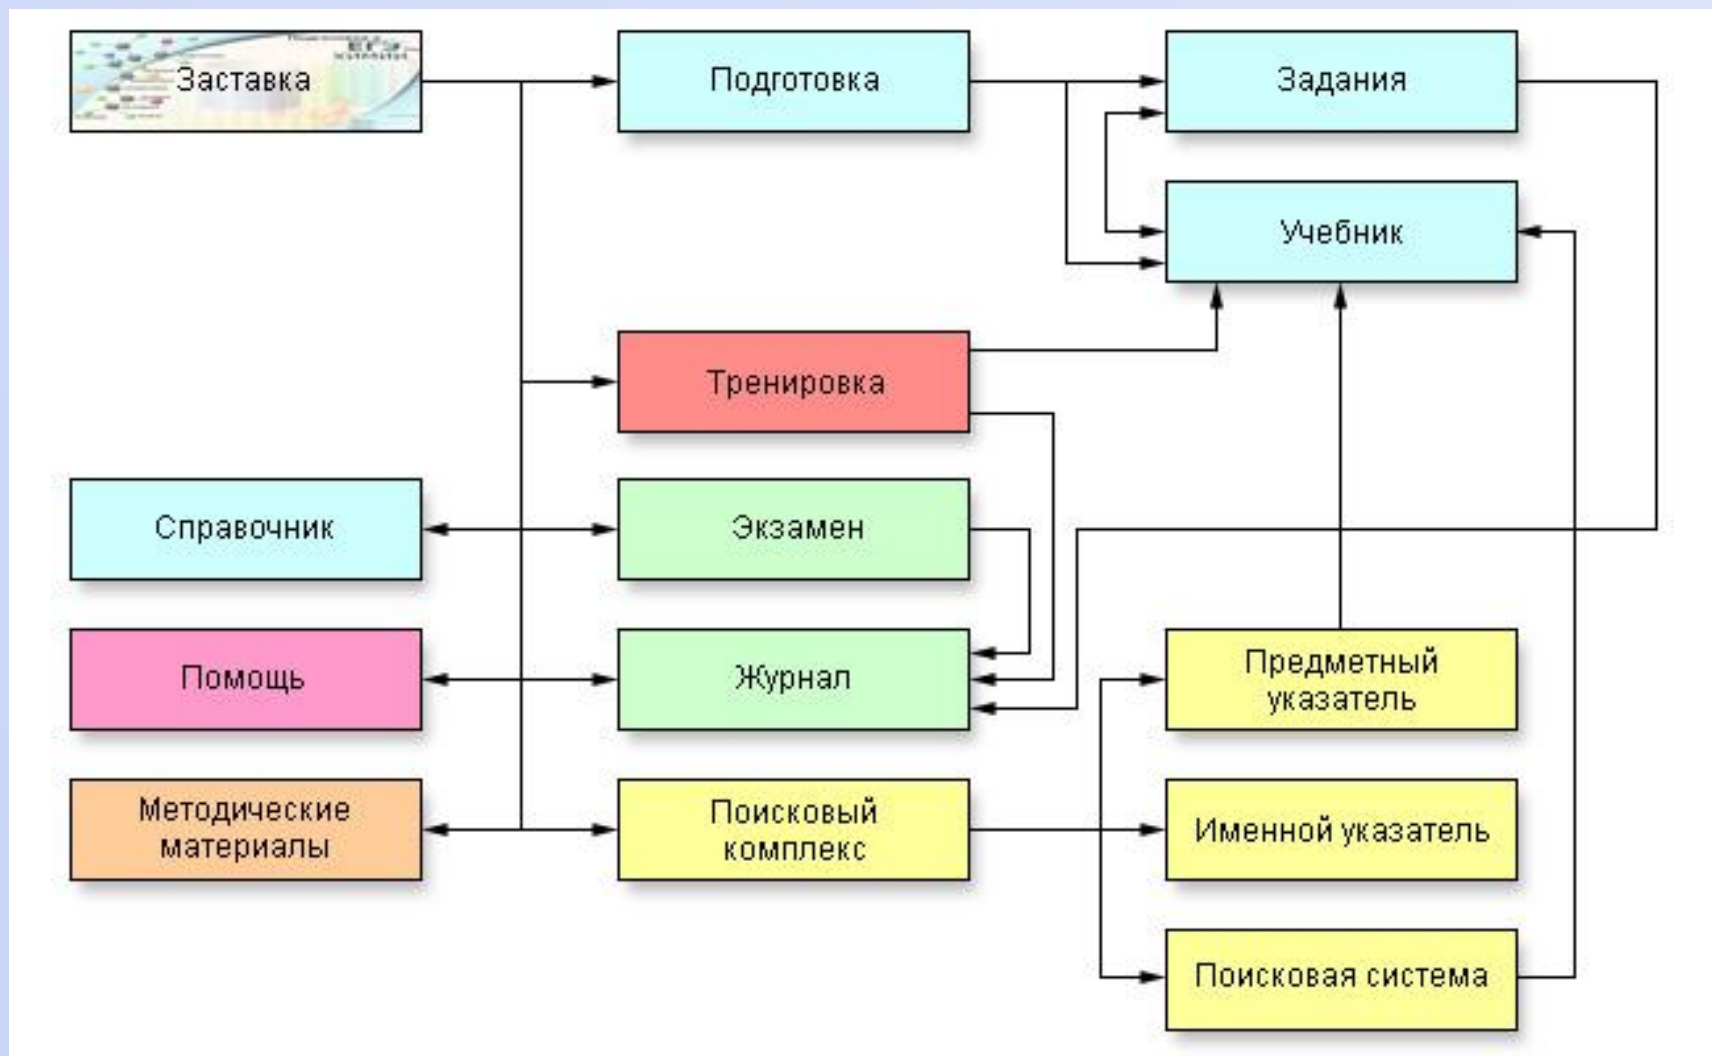 Заставка
ЕГЭ
Подготовка
Задания
Учебник
Тренировка
Справочник
Экзамен
Помощь
Журнал
Предметный
указатель
Методические
материалы
Поисковый
комплекс
Именной указатель
Поисковая система